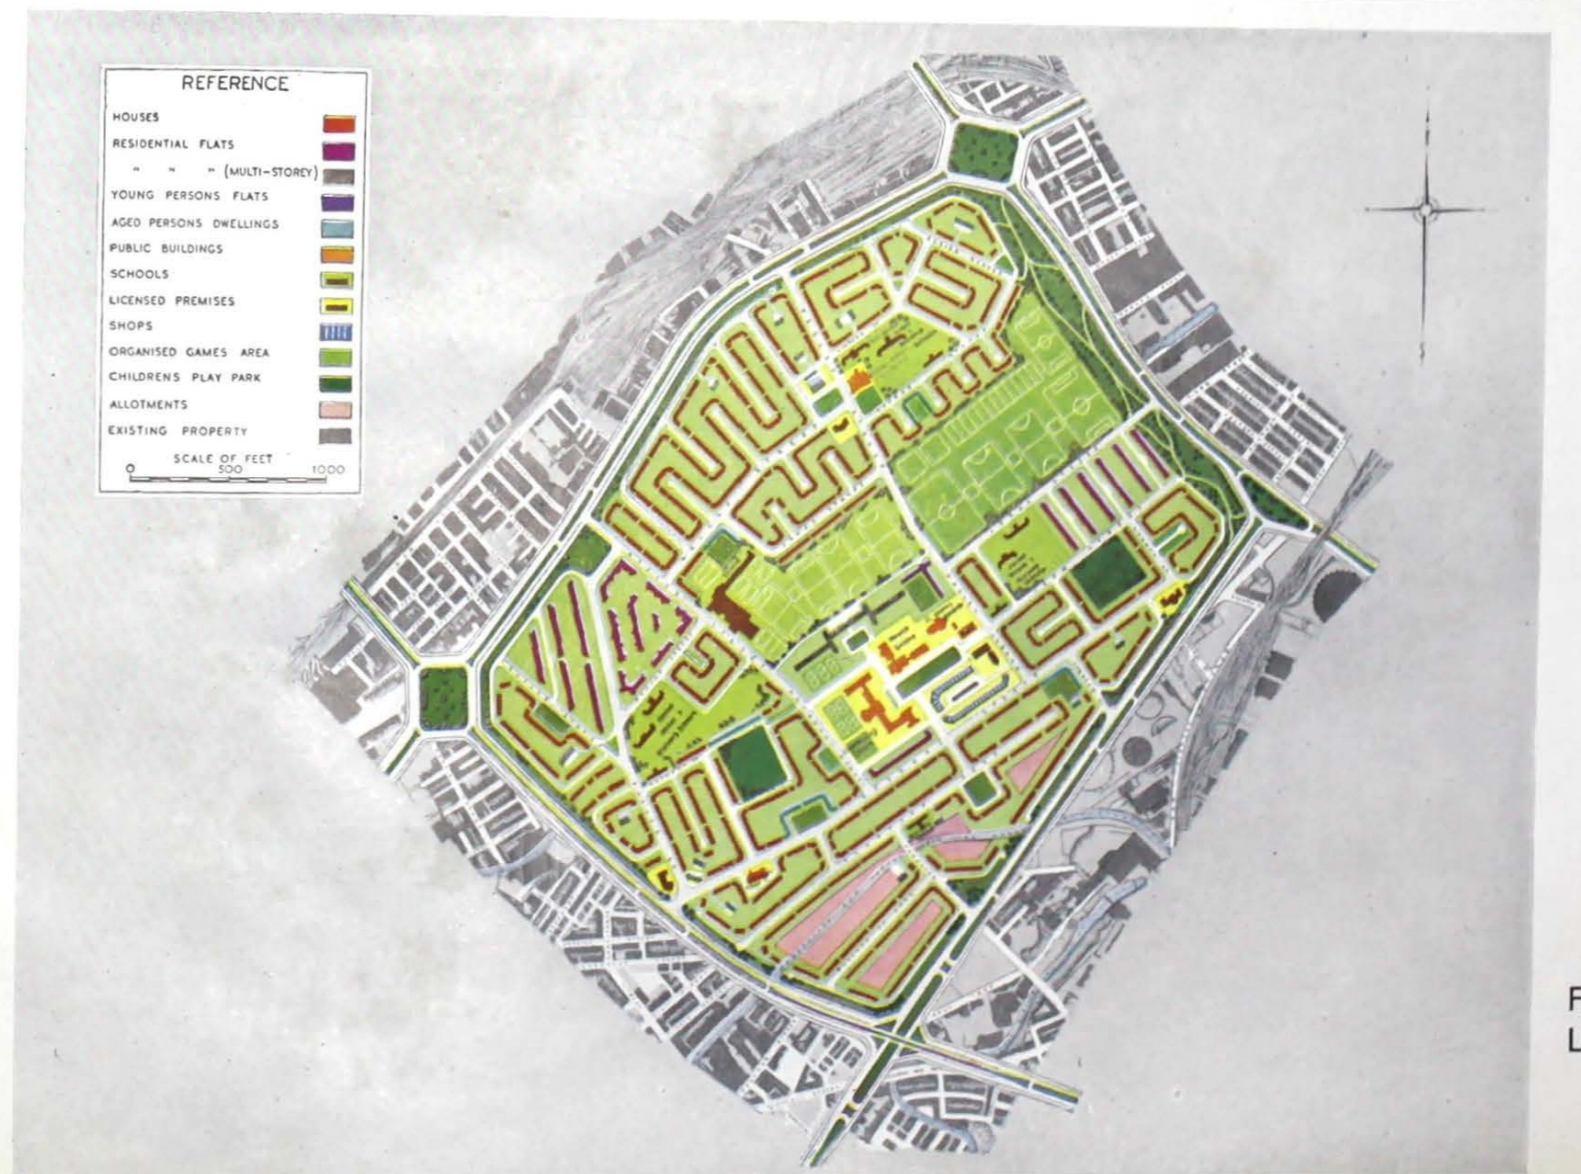 REFERENCE
HOUSES
RESIDENTIAL FLATS
" " " (MULTI-STOREY)
YOUNG PERSONS FLATS
AGED PERSONS DWELLINGS
PUBLIC BUILDINGS
SCHOOLS
LICENSED PREMISES
SHOPS
ORGANISED GAMES AREA
CHILDRENS PLAY PARK
ALLOTMENTS
EXISTING PROPERTY
SCALE OF FEET
0 500 1000
F
L